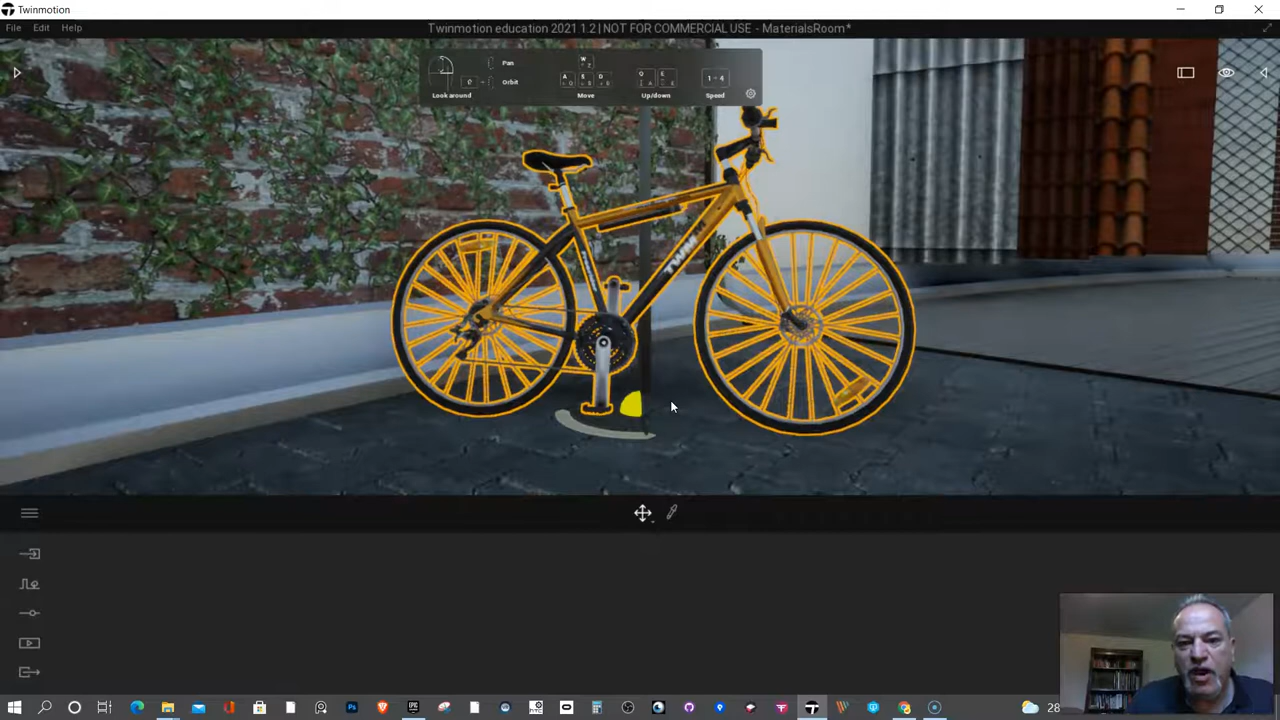 Twinmotion
File Edit Help
Twinmotion education 2021.1.2 | NOT FOR COMMERCIAL USE - MaterialsRoom*
Pan
Orbit
Look around
W
A S D
Move
Q E
Up/down
1 - 4
Speed
TWM
28